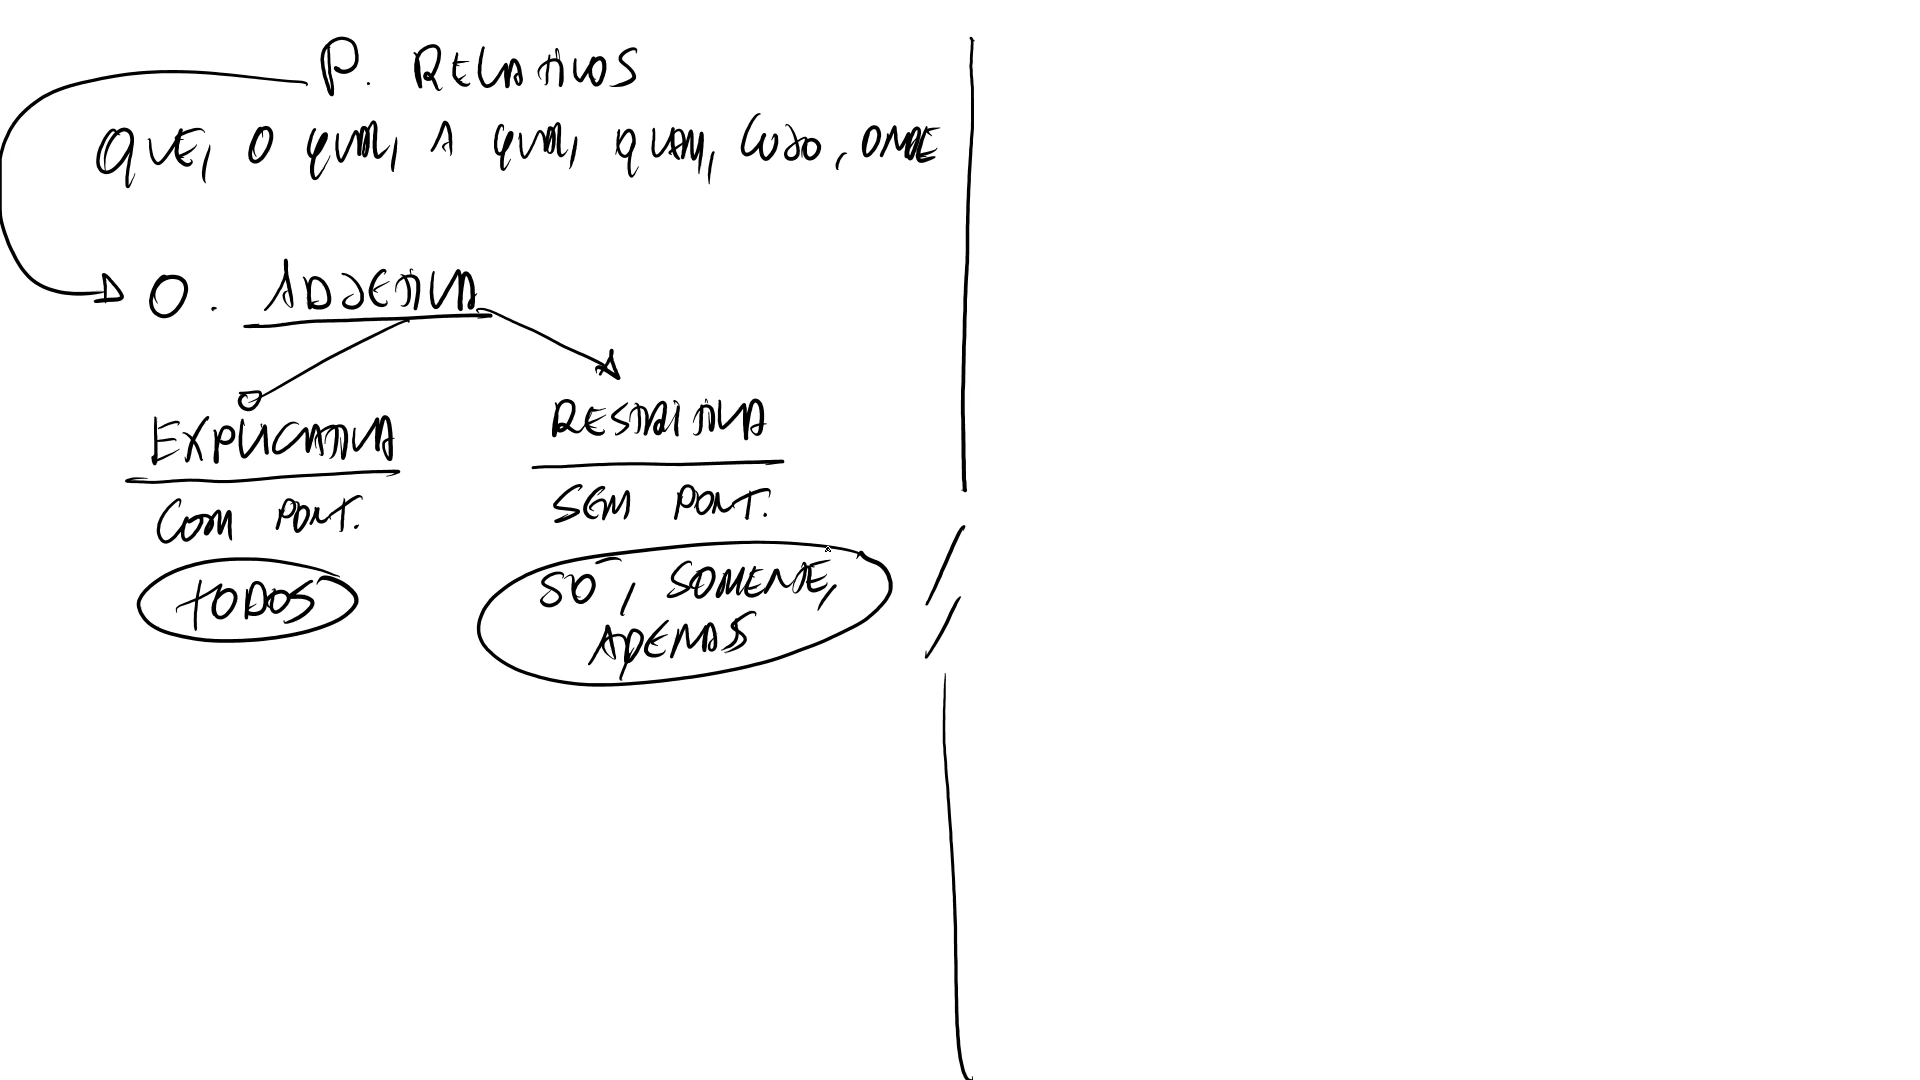 P. RELATIVOS
QUE, O QUAL, A QUAL, QUEM, CUJO, ONDE
O. ADJETIVA
EXPLICATIVA
RESTRITIVA
COM PONT.
SEM PONT.
TODOS
SÓ, SOMENTE,
APENAS